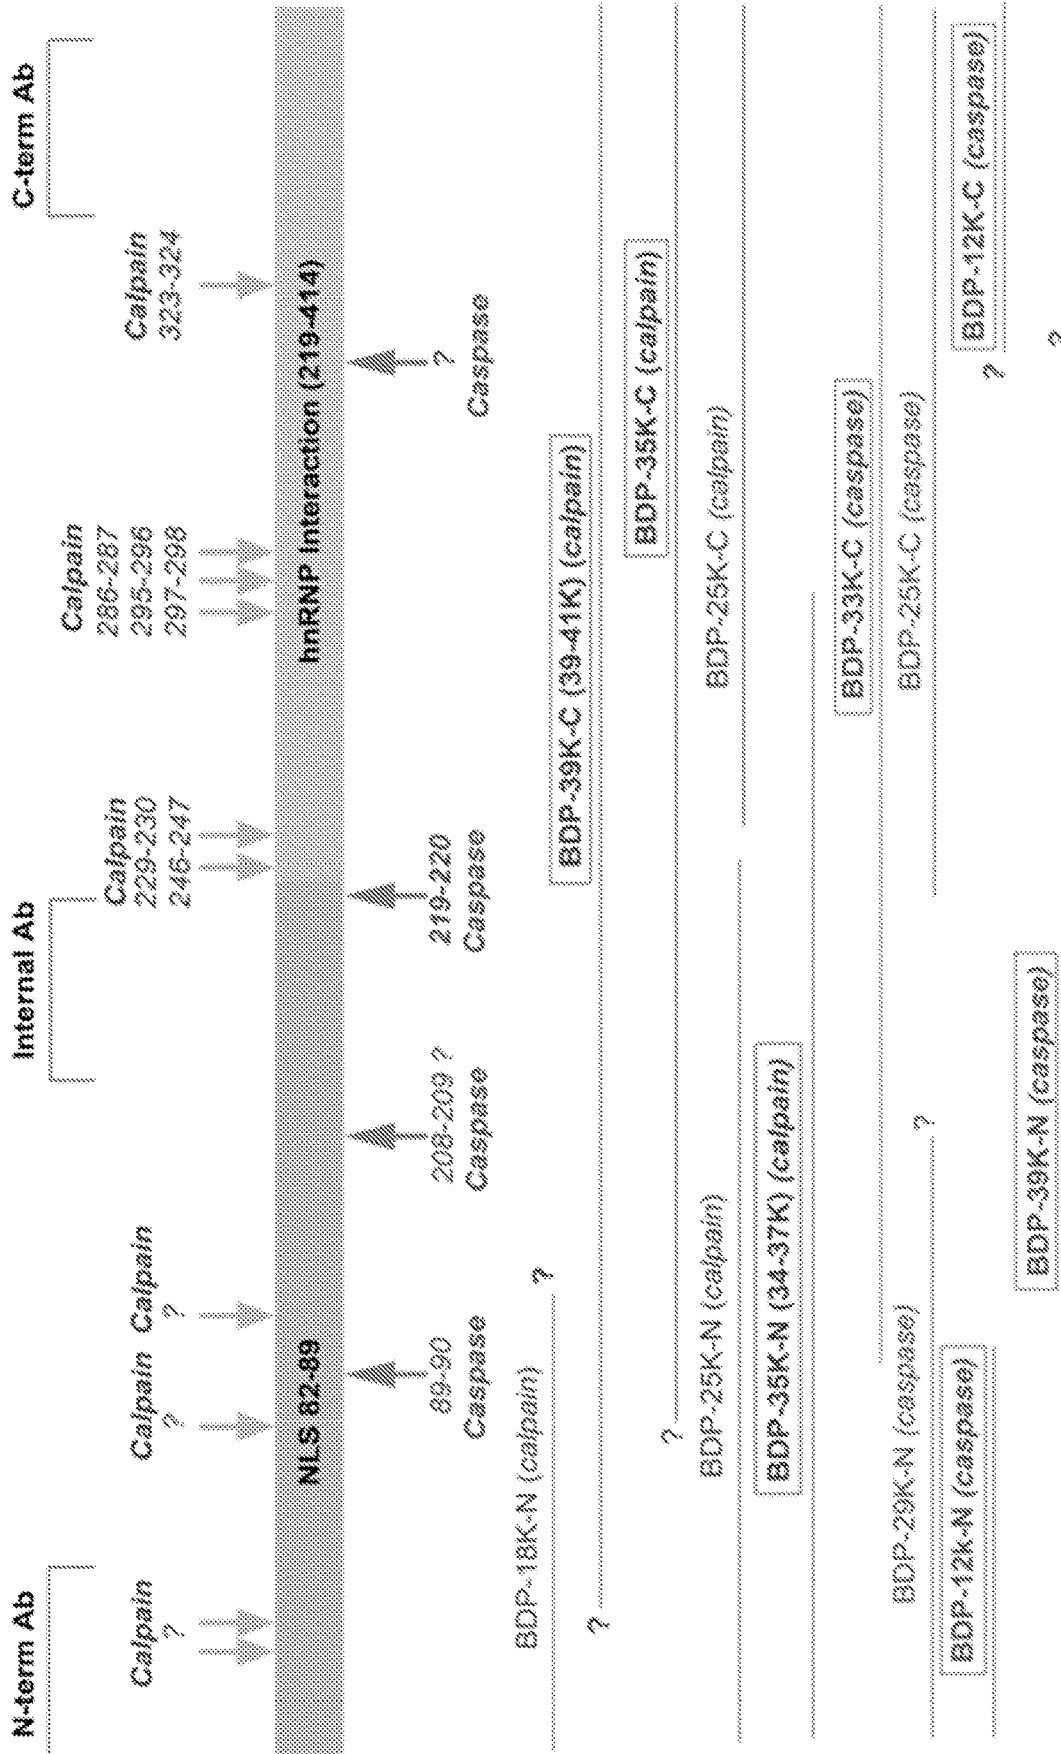 N-term Ab
Internal Ab
C-term Ab
Calpain
?
Calpain
?
Calpain
?
Calpain
229-230
246-247
Calpain
286-287
295-296
297-298
Calpain
323-324
NLS 82-89
hnRNP Interaction (219-414)
89-90
Caspase
208-209 ?
Caspase
219-220
Caspase
?
Caspase
BDP-18K-N (calpain)
?
BDP-39K-C (39-41K) (calpain)
?
BDP-35K-C (calpain)
?
BDP-25K-N (calpain)
BDP-25K-C (calpain)
BDP-35K-N (34-37K) (calpain)
BDP-33K-C (caspase)
BDP-29K-N (caspase)
?
BDP-25K-C (caspase)
BDP-12k-N (caspase)
BDP-12K-C (caspase)
?
BDP-39K-N (caspase)
?